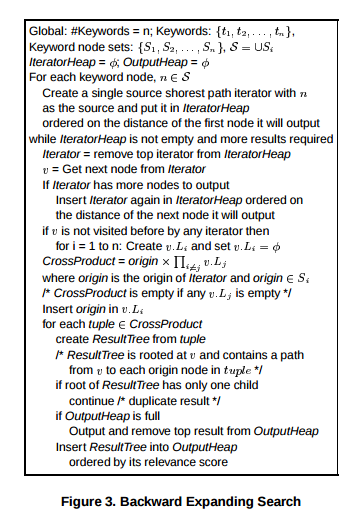 Global: #Keywords = n; Keywords: {t₁, t₂, . . . , tₙ},
Keyword node sets: {S₁, S₂, . . . , Sₙ}, 𝒮 = ∪Sᵢ
IteratorHeap = ϕ; OutputHeap = ϕ
For each keyword node, n ∈ 𝒮
Create a single source shorest path iterator with n
as the source and put it in IteratorHeap
ordered on the distance of the first node it will output
while IteratorHeap is not empty and more results required
Iterator = remove top iterator from IteratorHeap
v = Get next node from Iterator
If Iterator has more nodes to output
Insert Iterator again in IteratorHeap ordered on
the distance of the next node it will output
if v is not visited before by any iterator then
for i = 1 to n: Create v.Lᵢ and set v.Lᵢ = ϕ
CrossProduct = origin × ∏ᵢ≠ⱼ v.Lⱼ
where origin is the origin of Iterator and origin ∈ Sᵢ
/* CrossProduct is empty if any v.Lⱼ is empty */
Insert origin in v.Lᵢ
for each tuple ∈ CrossProduct
create ResultTree from tuple
/* ResultTree is rooted at v and contains a path
from v to each origin node in tuple */
if root of ResultTree has only one child
continue /* duplicate result */
if OutputHeap is full
Output and remove top result from OutputHeap
Insert ResultTree into OutputHeap
ordered by its relevance score
Figure 3. Backward Expanding Search